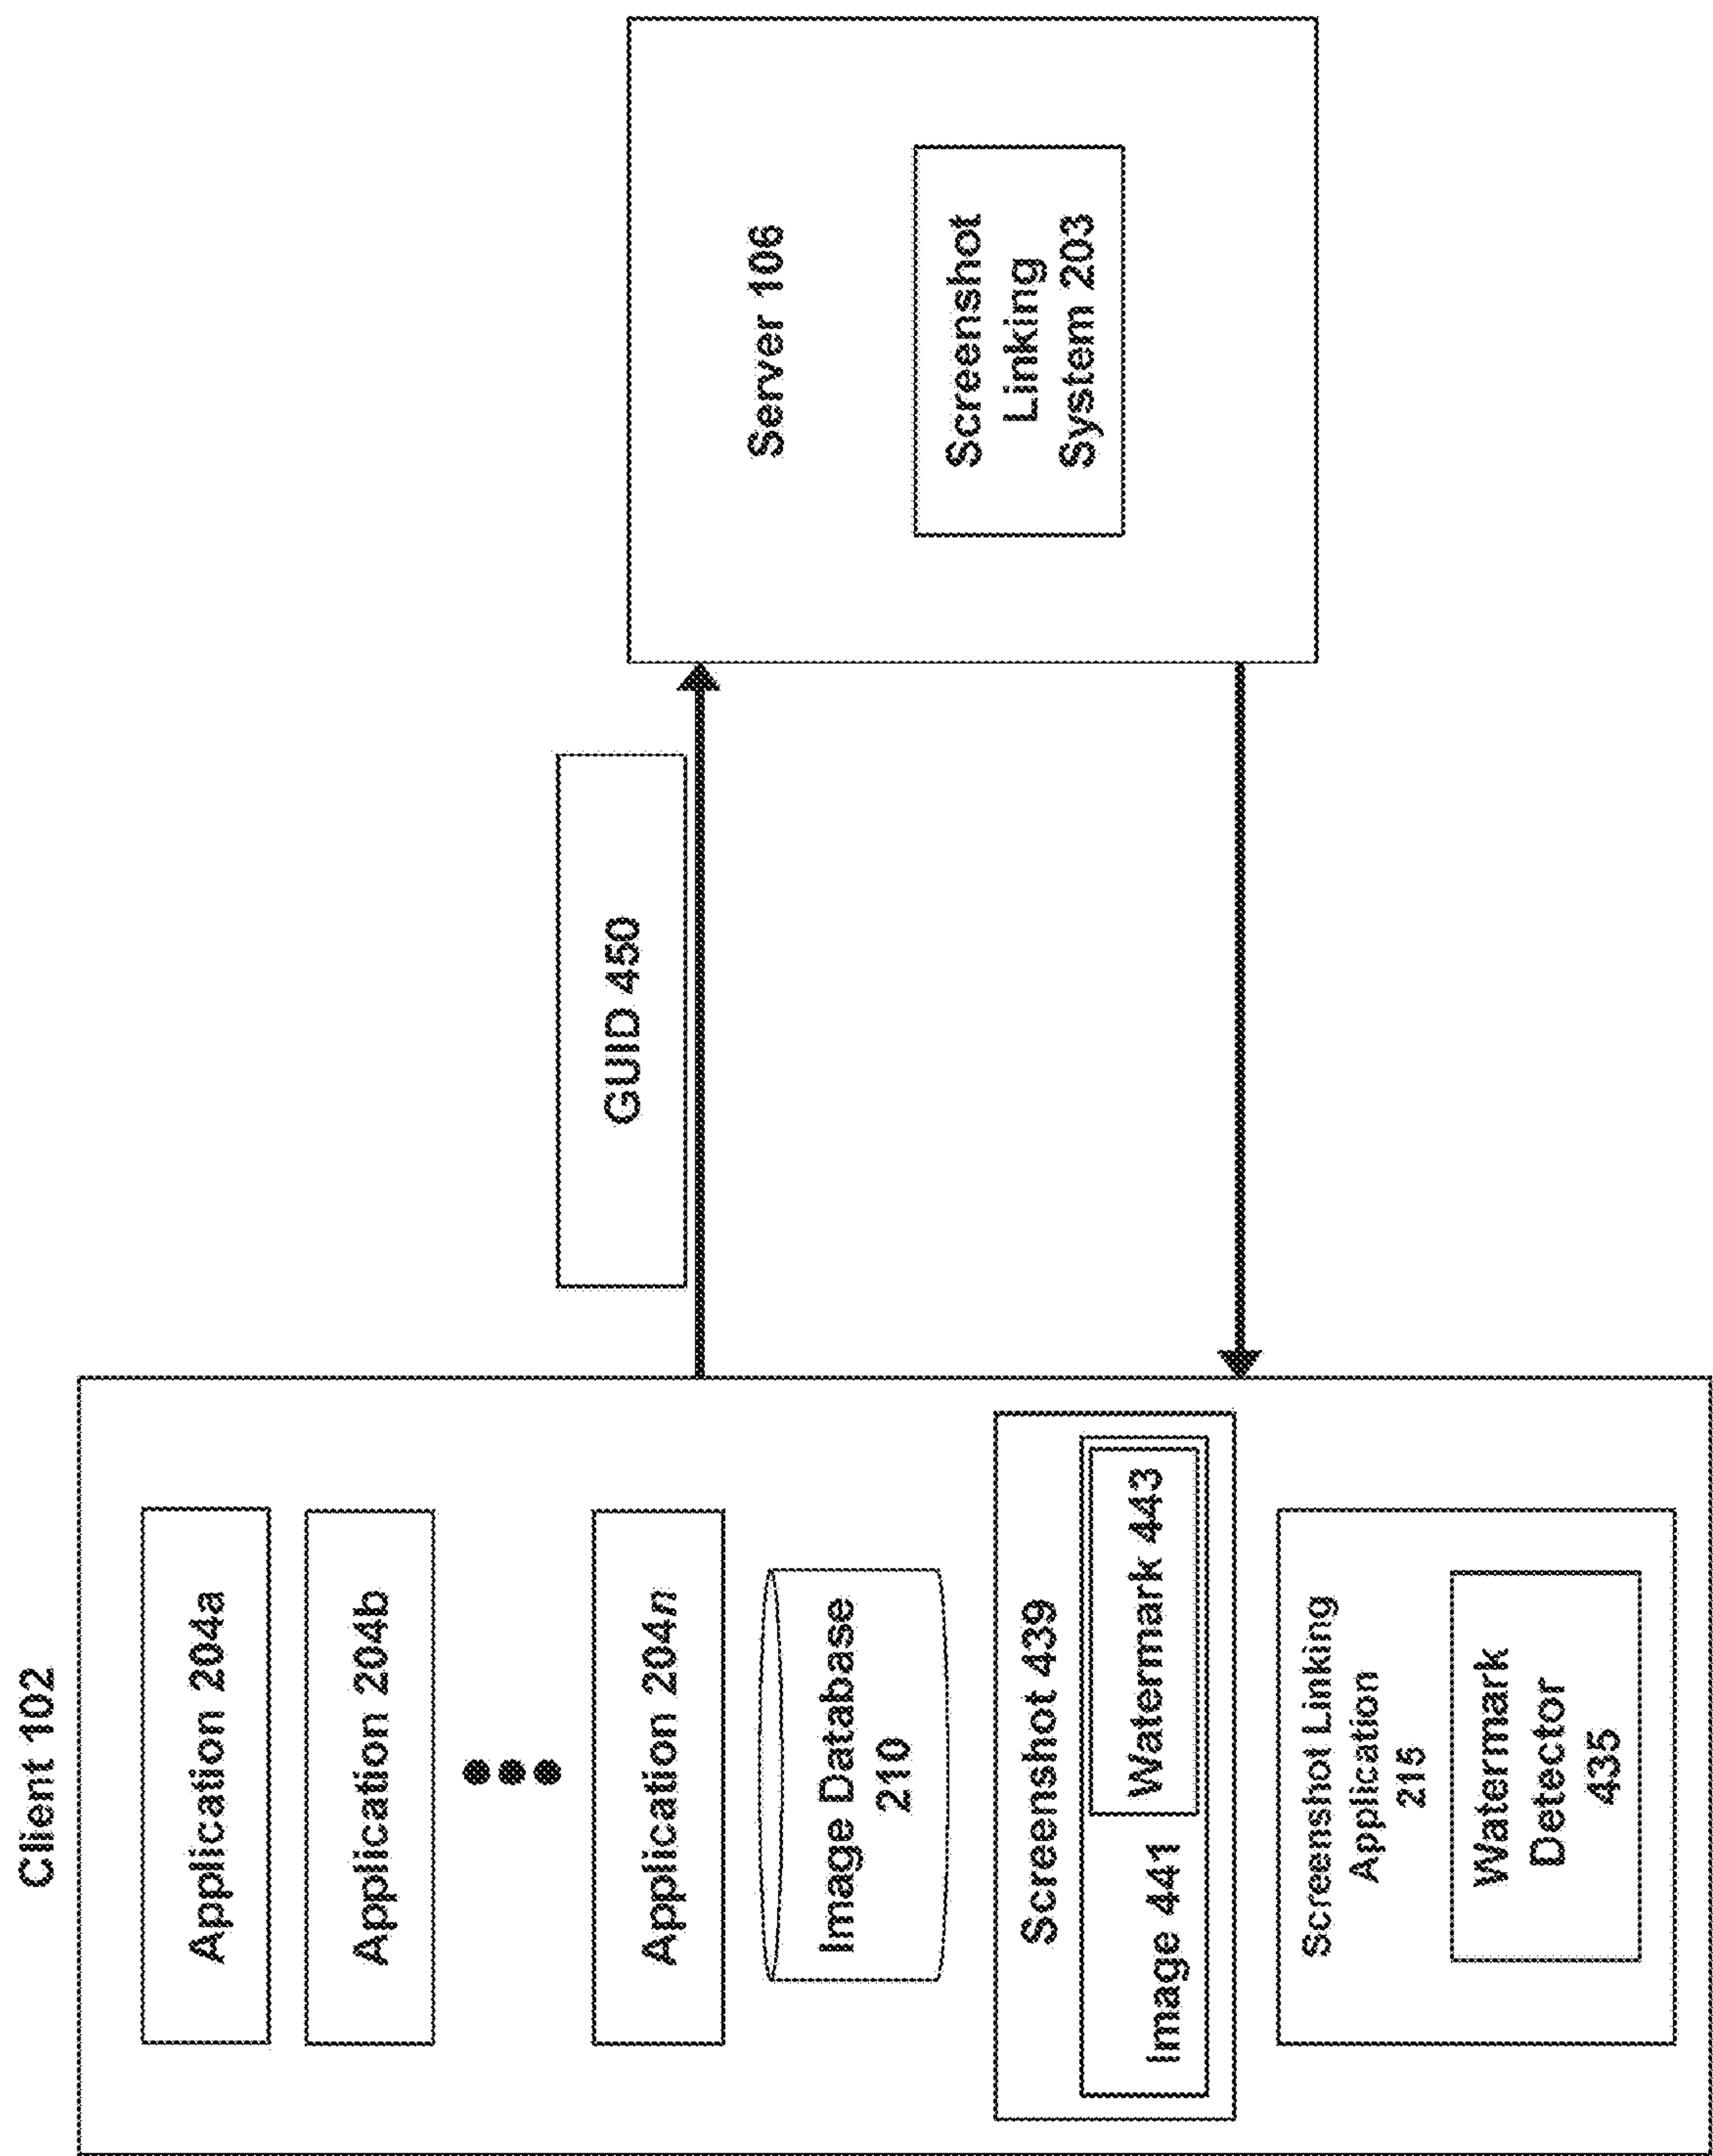 Client 102
Application 204a
Application 204b
Application 204n
Image Database
210
Screenshot 439
Image 441
Watermark 443
Screenshot Linking
Application
215
Watermark
Detector
435
GUID 450
Server 106
Screenshot
Linking
System 203